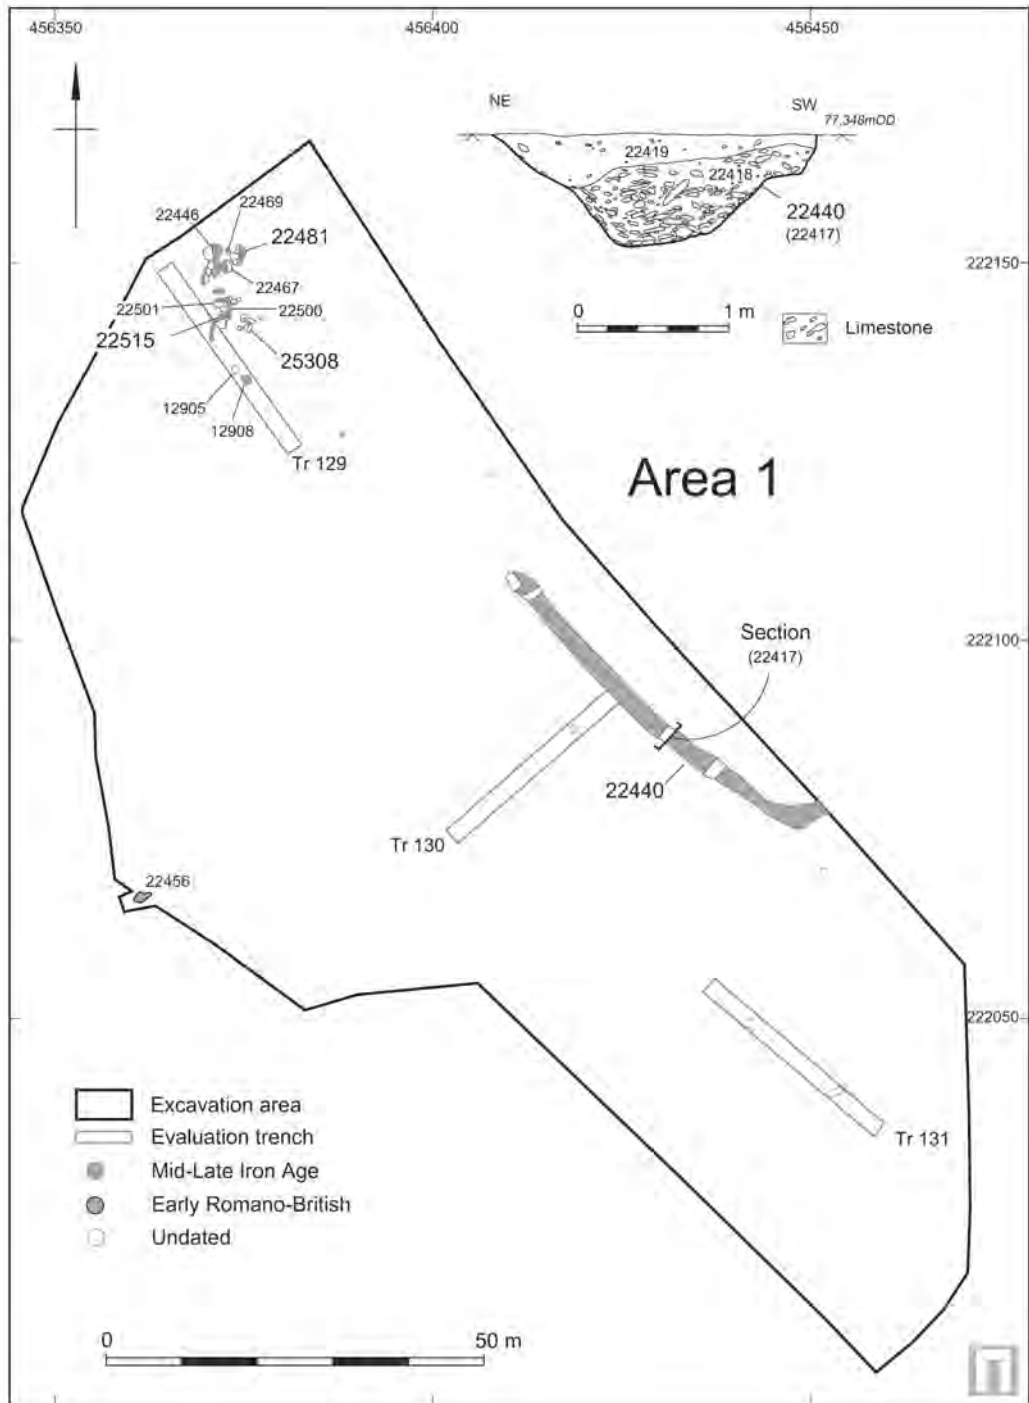 456350
456400
456450
NE
SW
77.348mOD
22419
22418
22440
(22417)
0
1 m
Limestone
22446
22469
22481
22467
22501
22500
22515
25308
12905
12908
Tr 129
222150
Area 1
Section
(22417)
222100
22440
Tr 130
22456
222050
Tr 131
Excavation area
Evaluation trench
Mid-Late Iron Age
Early Romano-British
Undated
0
50 m